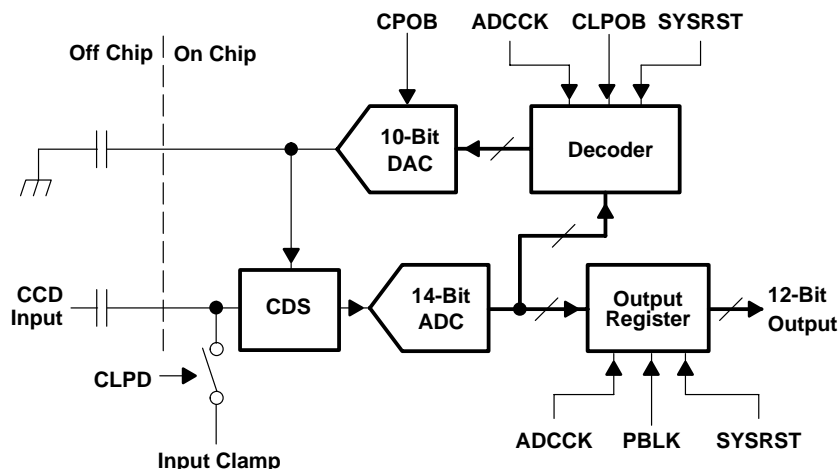 CPOB
ADCCK CLPOB SYSRST
Off Chip On Chip
10-Bit
DAC
Decoder
CCD
Input
CDS
14-Bit
ADC
Output
Register
12-Bit
Output
CLPD
ADCCK PBLK SYSRST
Input Clamp